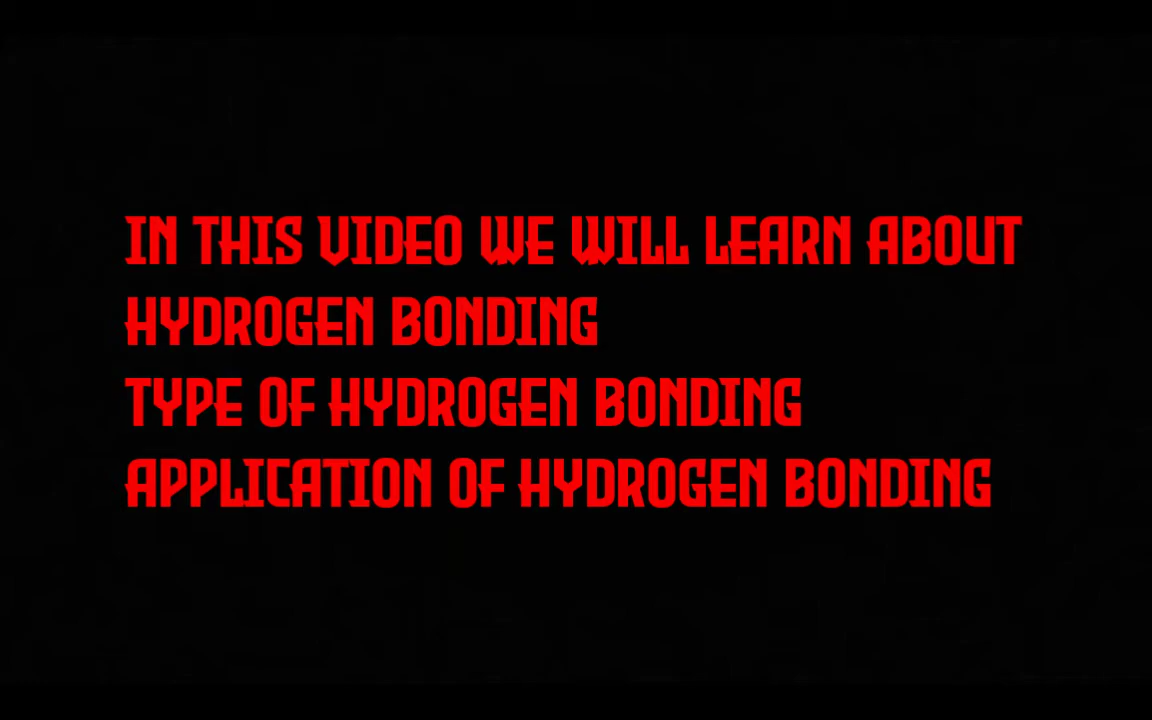 IN THIS VIDEO WE WILL LEARN ABOUT
HYDROGEN BONDING
TYPE OF HYDROGEN BONDING
APPLICATION OF HYDROGEN BONDING